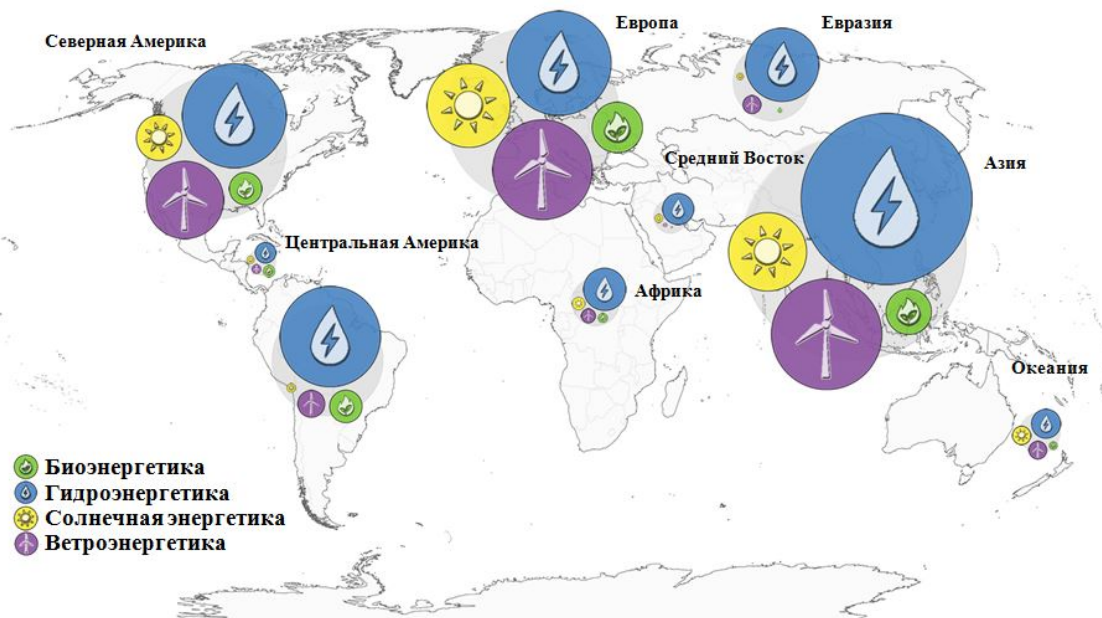 Европа
Евразия
Северная Америка
Средний Восток
Азия
Центральная Америка
Африка
Океания
Биоэнергетика
Гидроэнергетика
Солнечная энергетика
Ветроэнергетика